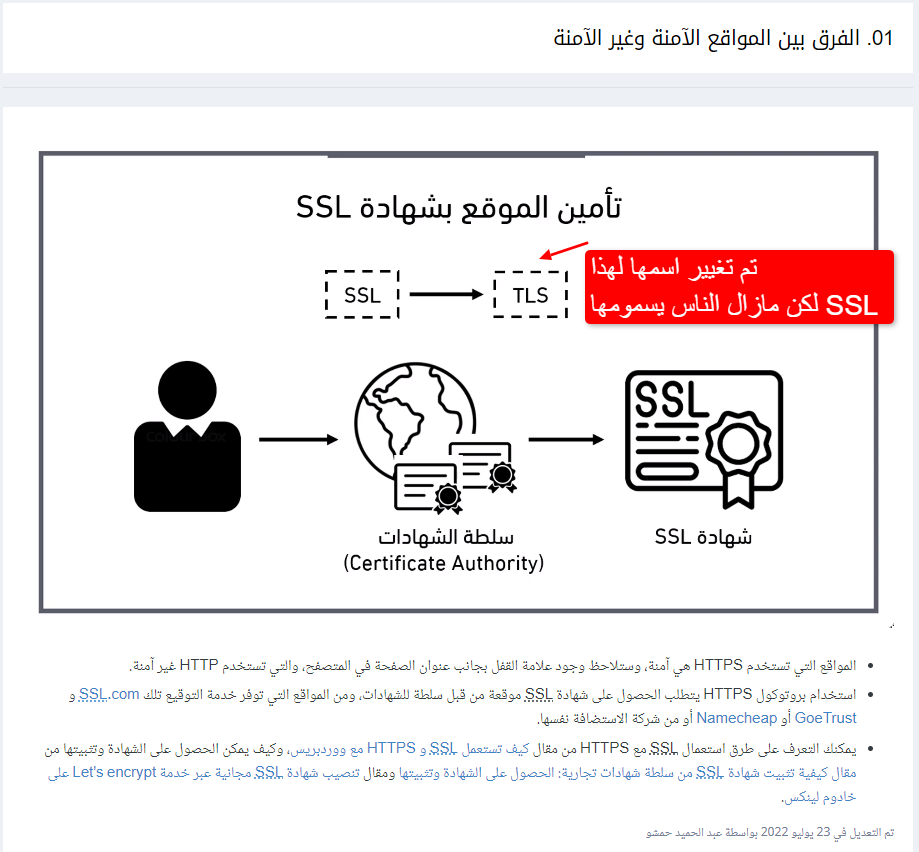 01. الفرق بين المواقع الآمنة وغير الآمنة
تأمين الموقع بشهادة SSL
SSL
TLS
تم تغيير اسمها لهذا
لكن مازال الناس يسمومها SSL
SSL
سلطة الشهادات
(Certificate Authority)
شهادة SSL
المواقع التي تستخدم HTTPS هي آمنة، وستلاحظ وجود علامة القفل بجانب عنوان الصفحة في المتصفح، والتي تستخدم HTTP غير آمنة.
استخدام بروتوكول HTTPS يتطلب الحصول على شهادة SSL موقعة من قبل سلطة للشهادات، ومن المواقع التي توفر خدمة التوقيع تلك SSL.com و
GoeTrust أو Namecheap أو من شركة الاستضافة نفسها.
يمكنك التعرف على طرق استعمال SSL مع HTTPS من مقال كيف تستعمل SSL و HTTPS مع ووردبريس، وكيف يمكن الحصول على الشهادة وتثبيتها من
مقال كيفية تثبيت شهادة SSL من سلطة شهادات تجارية: الحصول على الشهادة وتثبيتها ومقال تنصيب شهادة SSL مجانية عبر خدمة Let's encrypt على
خادوم لينكس.
تم التعديل في 23 يوليو 2022 بواسطة عبد الحميد حمشو